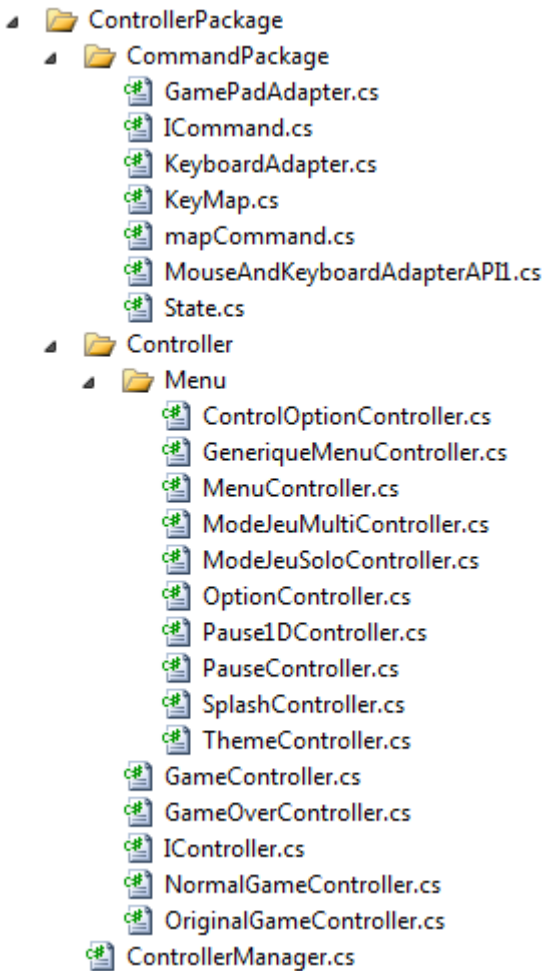 ControllerPackage
CommandPackage
GamePadAdapter.cs
ICommand.cs
KeyboardAdapter.cs
KeyMap.cs
mapCommand.cs
MouseAndKeyboardAdapterAPI1.cs
State.cs
Controller
Menu
ControlOptionController.cs
GeneriqueMenuController.cs
MenuController.cs
ModeJeuMultiController.cs
ModeJeuSoloController.cs
OptionController.cs
Pause1DController.cs
PauseController.cs
SplashController.cs
ThemeController.cs
GameController.cs
GameOverController.cs
IController.cs
NormalGameController.cs
OriginalGameController.cs
ControllerManager.cs